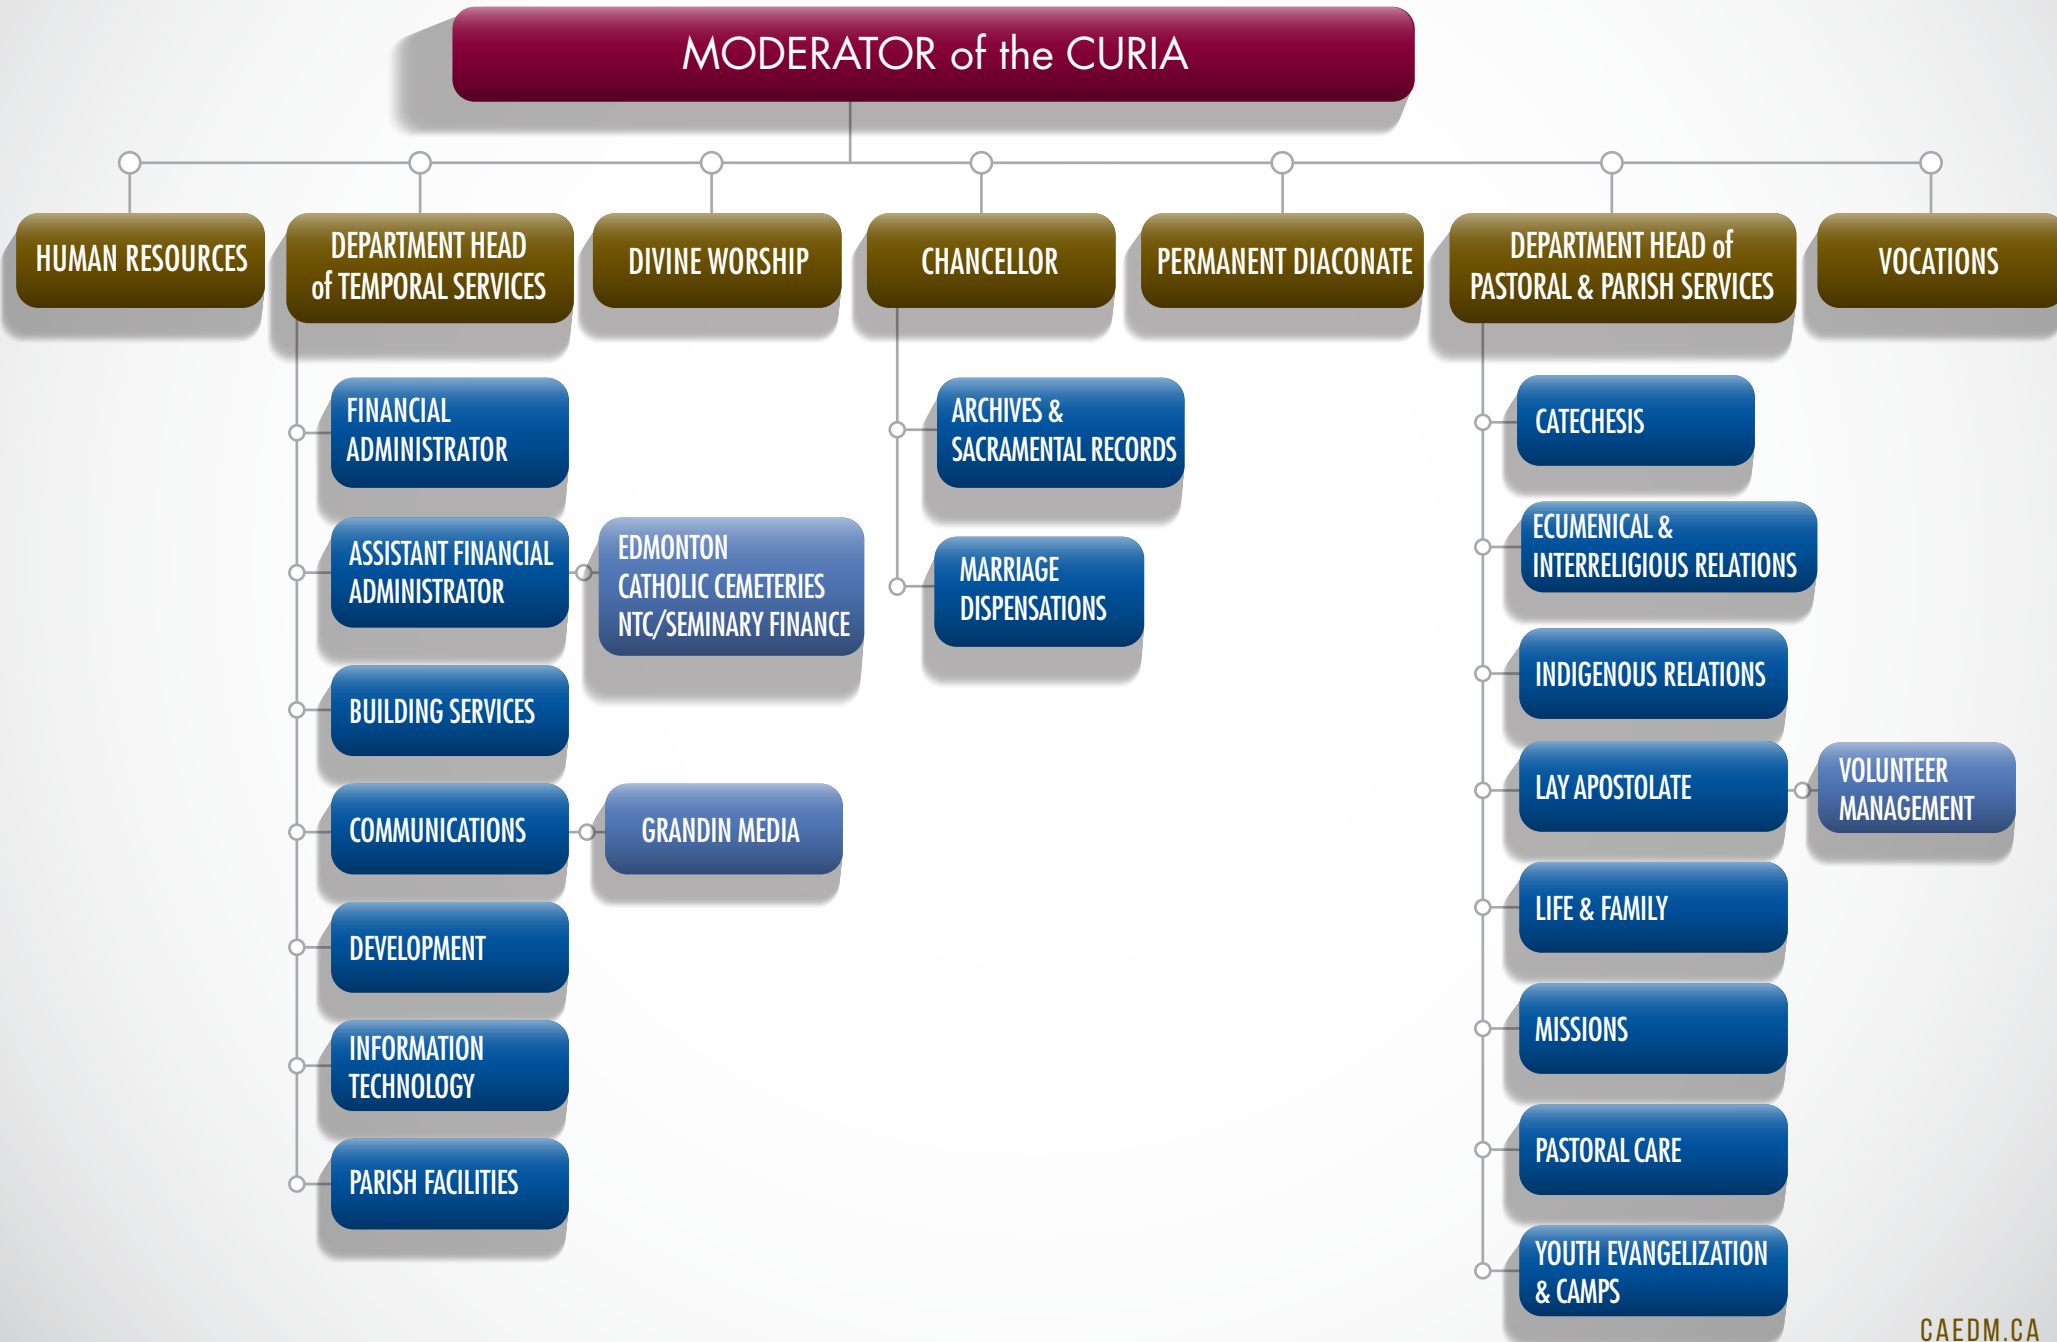 MODERATOR of the CURIA
HUMAN RESOURCES
DEPARTMENT HEAD
of TEMPORAL SERVICES
DIVINE WORSHIP
CHANCELLOR
PERMANENT DIACONATE
DEPARTMENT HEAD of
PASTORAL & PARISH SERVICES
VOCATIONS
FINANCIAL
ADMINISTRATOR
ASSISTANT FINANCIAL
ADMINISTRATOR
EDMONTON
CATHOLIC CEMETERIES
NTC/SEMINARY FINANCE
BUILDING SERVICES
COMMUNICATIONS
GRANDIN MEDIA
DEVELOPMENT
INFORMATION
TECHNOLOGY
PARISH FACILITIES
ARCHIVES &
SACRAMENTAL RECORDS
MARRIAGE
DISPENSATIONS
CATECHESIS
ECUMENICAL &
INTERRELIGIOUS RELATIONS
INDIGENOUS RELATIONS
LAY APOSTOLATE
VOLUNTEER
MANAGEMENT
LIFE & FAMILY
MISSIONS
PASTORAL CARE
YOUTH EVANGELIZATION
& CAMPS
CAEDM.CA